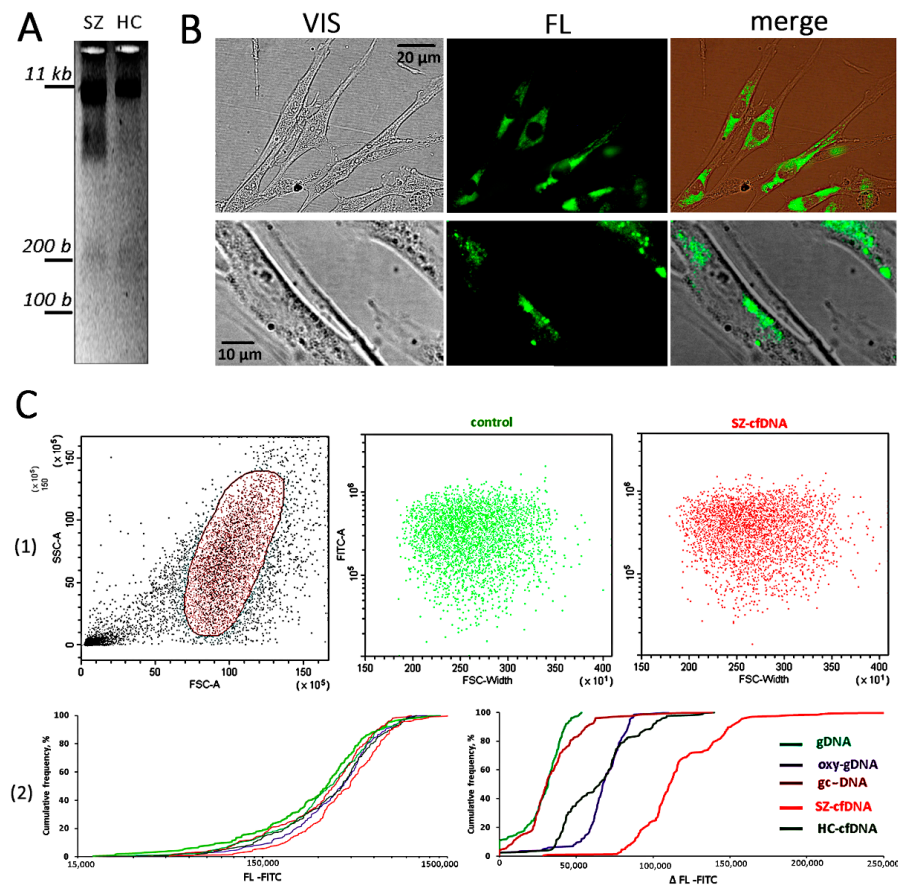 A
SZ HC
11 kb
200 b
100 b
B
VIS FL merge
20 µm
10 µm
C
control SZ-cfDNA
(1)
(×10⁵)
150
SSC-A (×10⁵)
0 50 100 150
0 50 100 150
FSC-A (×10⁵)
FITC-A
10⁶
10⁵
150 200 250 300 350 400
FSC-Width (×10¹)
10⁶
10⁵
150 200 250 300 350 400
FSC-Width (×10¹)
(2)
Cumulative frequency, %
100
80
60
40
20
0
15,000 150,000 1500,000
FL -FITC
Cumulative frequency, %
100
80
60
40
20
0
0 50,000 100,000 150,000 200,000 250,000
Δ FL -FITC
gDNA
oxy-gDNA
gc-DNA
SZ-cfDNA
HC-cfDNA